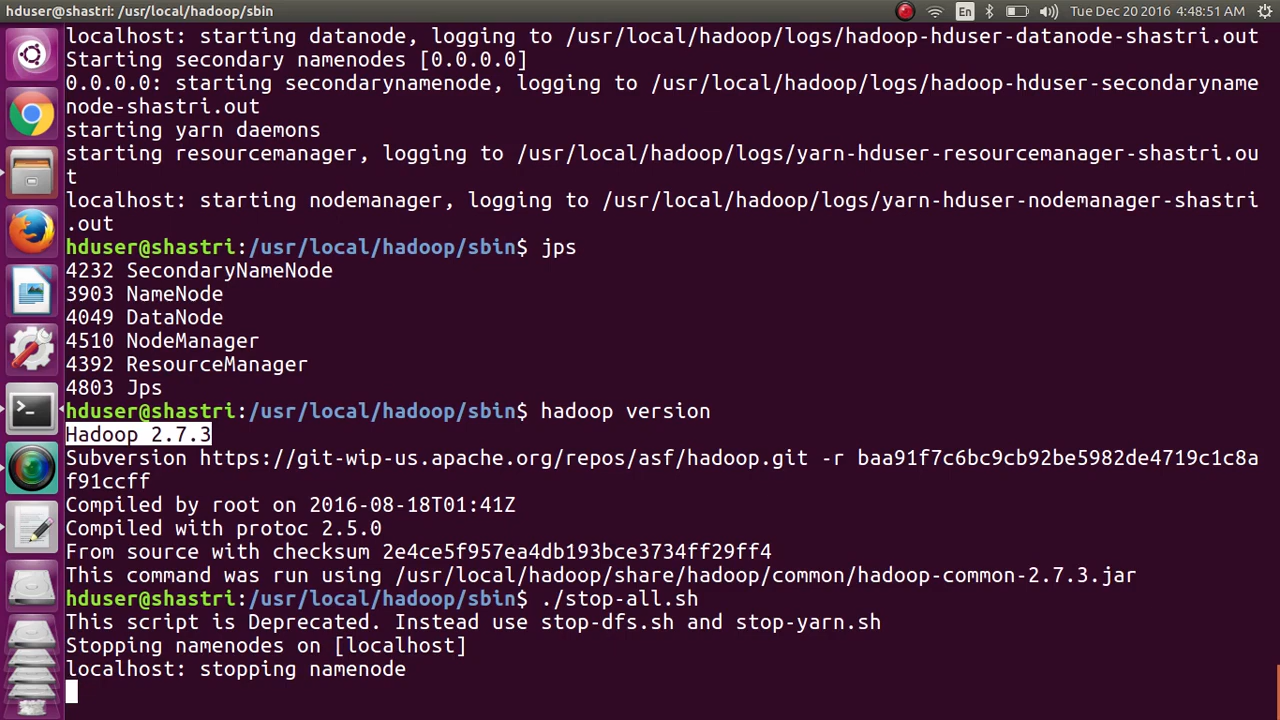 hduser@shastri: /usr/local/hadoop/sbin
En
Tue Dec 20 2016 4:48:51 AM
localhost: starting datanode, logging to /usr/local/hadoop/logs/hadoop-hduser-datanode-shastri.out
Starting secondary namenodes [0.0.0.0]
0.0.0.0: starting secondarynamenode, logging to /usr/local/hadoop/logs/hadoop-hduser-secondaryname
node-shastri.out
starting yarn daemons
starting resourcemanager, logging to /usr/local/hadoop/logs/yarn-hduser-resourcemanager-shastri.ou
t
localhost: starting nodemanager, logging to /usr/local/hadoop/logs/yarn-hduser-nodemanager-shastri
.out
hduser@shastri:/usr/local/hadoop/sbin$ jps
4232 SecondaryNameNode
3903 NameNode
4049 DataNode
4510 NodeManager
4392 ResourceManager
4803 Jps
hduser@shastri:/usr/local/hadoop/sbin$ hadoop version
Hadoop 2.7.3
Subversion https://git-wip-us.apache.org/repos/asf/hadoop.git -r baa91f7c6bc9cb92be5982de4719c1c8a
f91ccff
Compiled by root on 2016-08-18T01:41Z
Compiled with protoc 2.5.0
From source with checksum 2e4ce5f957ea4db193bce3734ff29ff4
This command was run using /usr/local/hadoop/share/hadoop/common/hadoop-common-2.7.3.jar
hduser@shastri:/usr/local/hadoop/sbin$ ./stop-all.sh
This script is Deprecated. Instead use stop-dfs.sh and stop-yarn.sh
Stopping namenodes on [localhost]
localhost: stopping namenode